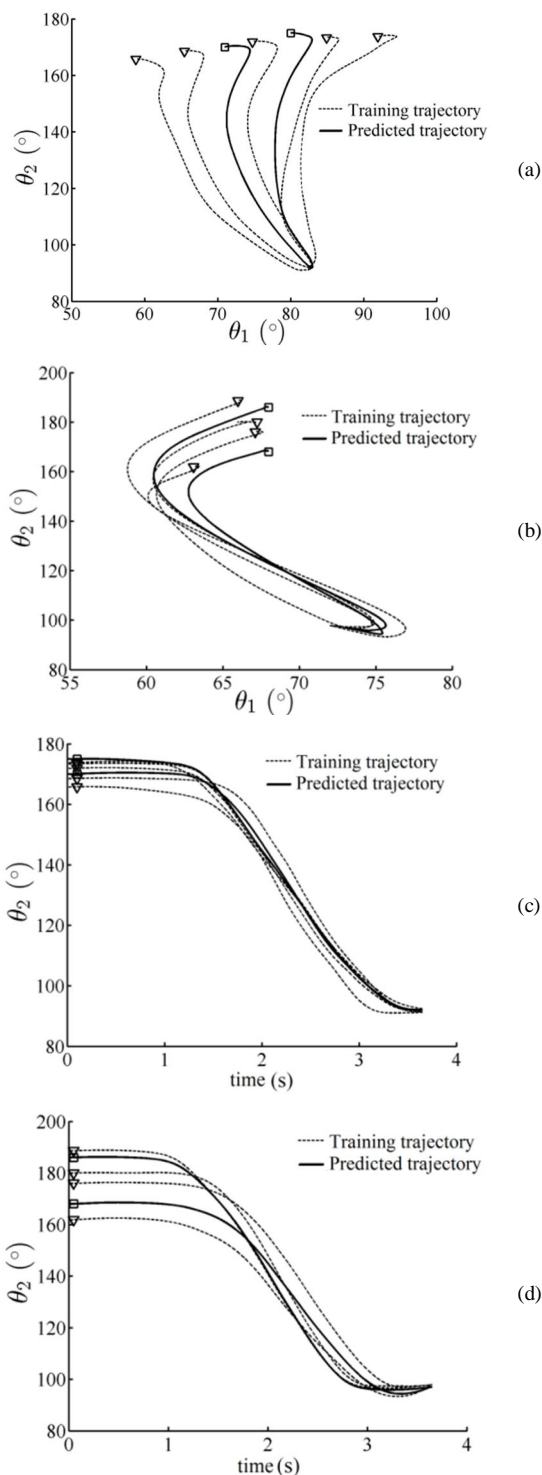 180
160
140
120
100
80
50 60 70 80 90 100
θ₂ (°)
θ₁ (°)
Training trajectory
Predicted trajectory
(a)
200
180
160
140
120
100
80
55 60 65 70 75 80
θ₂ (°)
θ₁ (°)
Training trajectory
Predicted trajectory
(b)
180
160
140
120
100
80
0 1 2 3 4
θ₂ (°)
time (s)
Training trajectory
Predicted trajectory
(c)
200
180
160
140
120
100
80
0 1 2 3 4
θ₂ (°)
time (s)
Training trajectory
Predicted trajectory
(d)